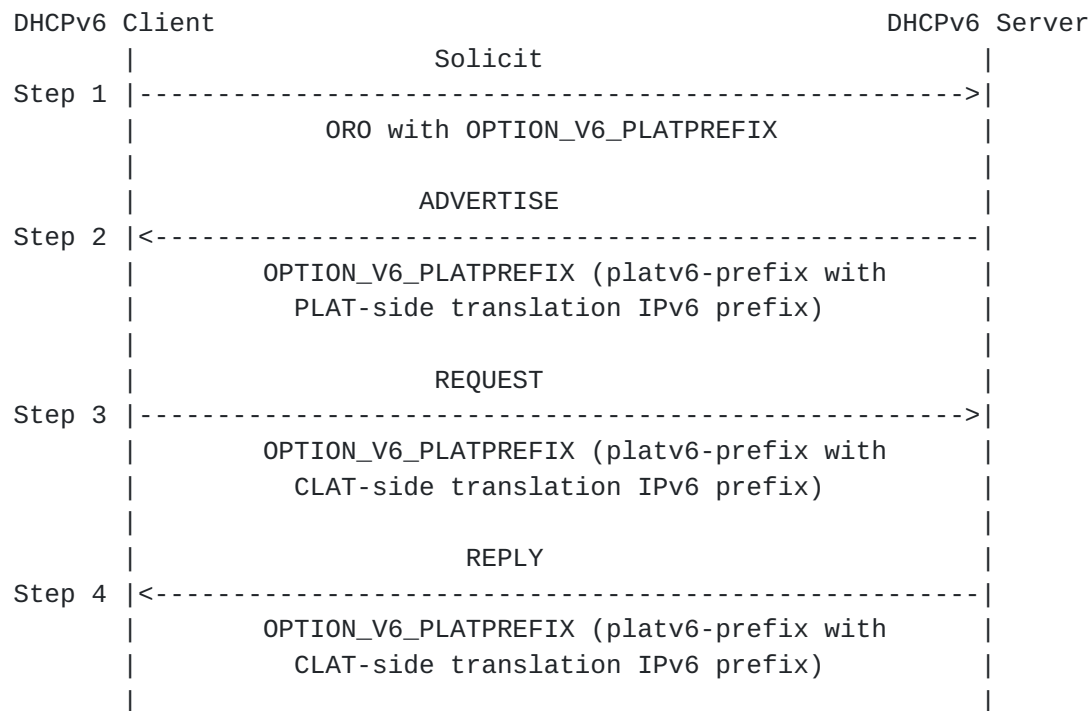 DHCPv6 Client DHCPv6 Server
Solicit
Step 1 |----------------------------------------------------->|
ORO with OPTION_V6_PLATPREFIX
ADVERTISE
Step 2 |<-----------------------------------------------------|
OPTION_V6_PLATPREFIX (platv6-prefix with
PLAT-side translation IPv6 prefix)
REQUEST
Step 3 |----------------------------------------------------->|
OPTION_V6_PLATPREFIX (platv6-prefix with
CLAT-side translation IPv6 prefix)
REPLY
Step 4 |<-----------------------------------------------------|
OPTION_V6_PLATPREFIX (platv6-prefix with
CLAT-side translation IPv6 prefix)